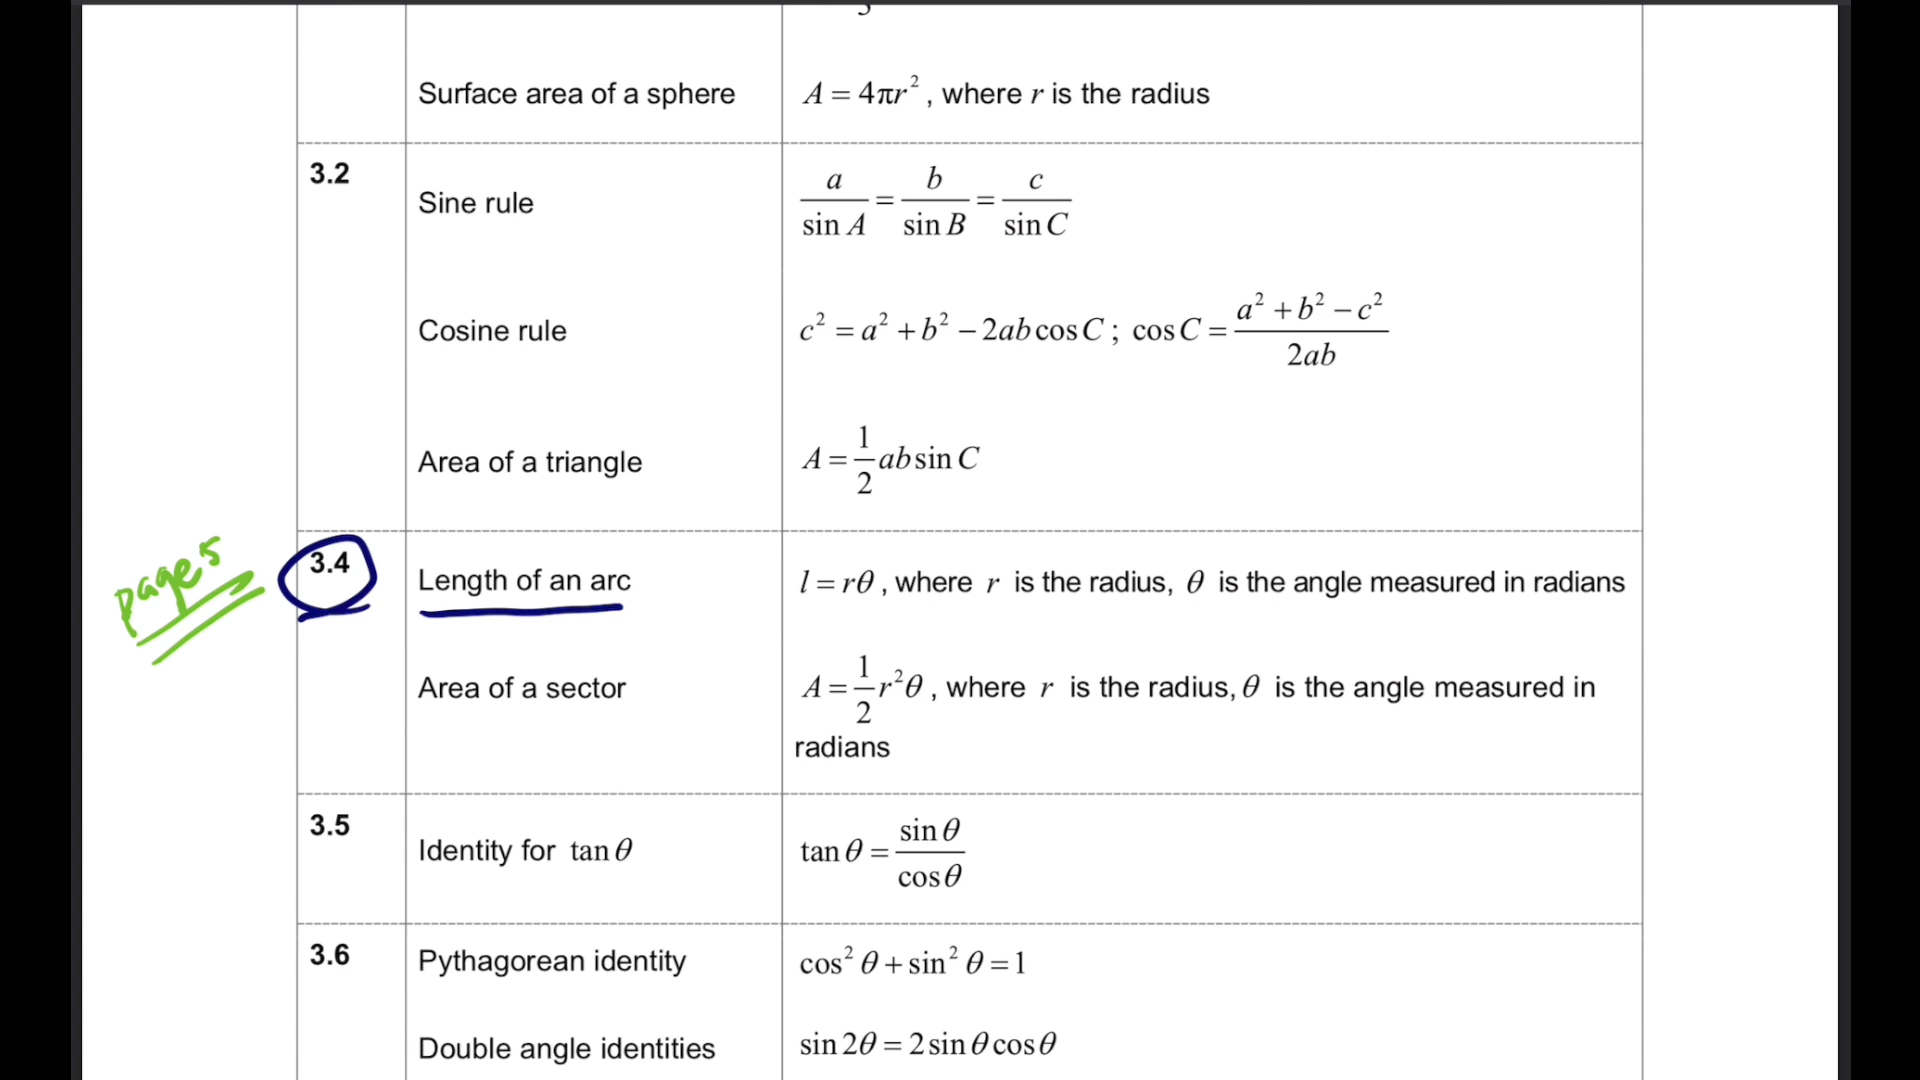 3
Surface area of a sphere A = 4πr², where r is the radius
3.2
Sine rule a/sin A = b/sin B = c/sin C
Cosine rule c² = a² + b² − 2ab cos C ; cos C = (a² + b² − c²)/2ab
Area of a triangle A = 1/2 ab sin C
page 5
3.4
Length of an arc l = rθ, where r is the radius, θ is the angle measured in radians
Area of a sector A = 1/2 r²θ, where r is the radius, θ is the angle measured in
radians
3.5
Identity for tan θ tan θ = sin θ/cos θ
3.6
Pythagorean identity cos² θ + sin² θ = 1
Double angle identities sin 2θ = 2 sin θ cos θ